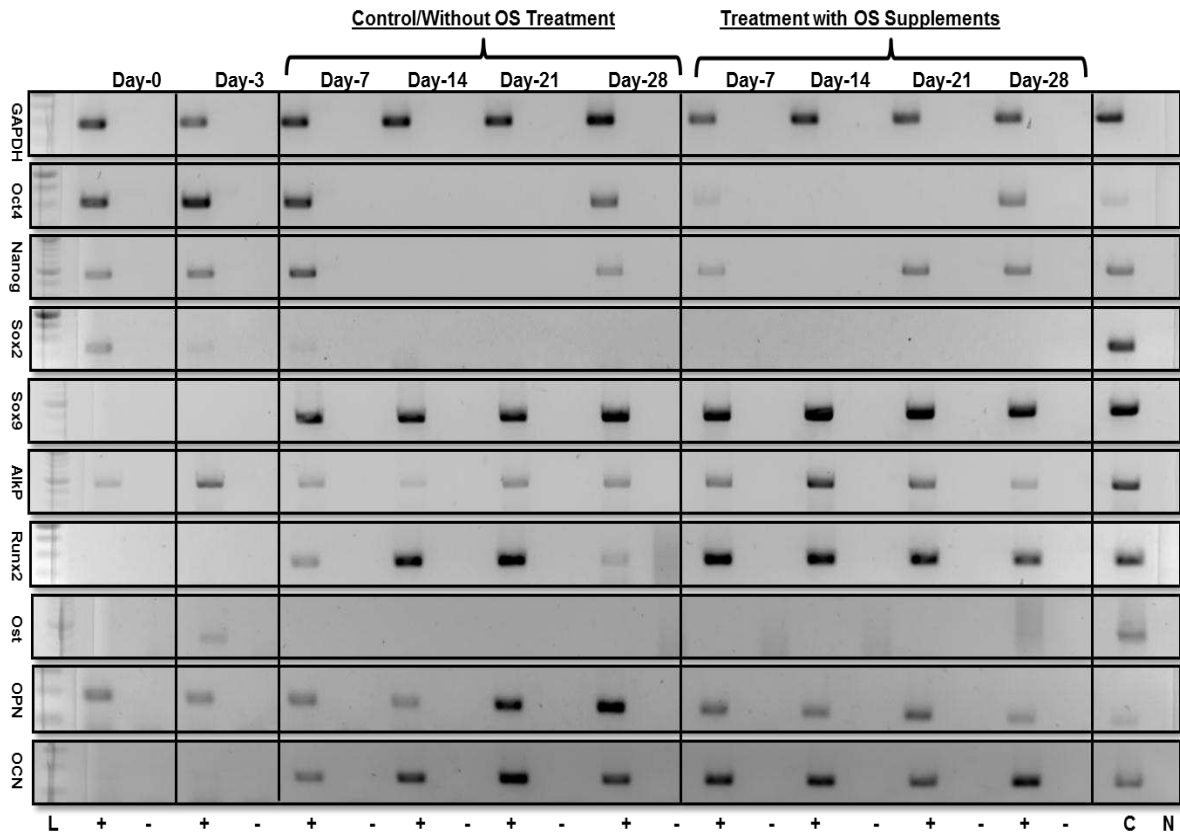 Control/Without OS Treatment Treatment with OS Supplements
Day-0 Day-3 Day-7 Day-14 Day-21 Day-28 Day-7 Day-14 Day-21 Day-28
GAPDH
Oct4
Nanog
Sox2
Sox9
AlkP
Runx2
Ost
OPN
OCN
L + - + - + - + - + - + - + - + - + - + - C N